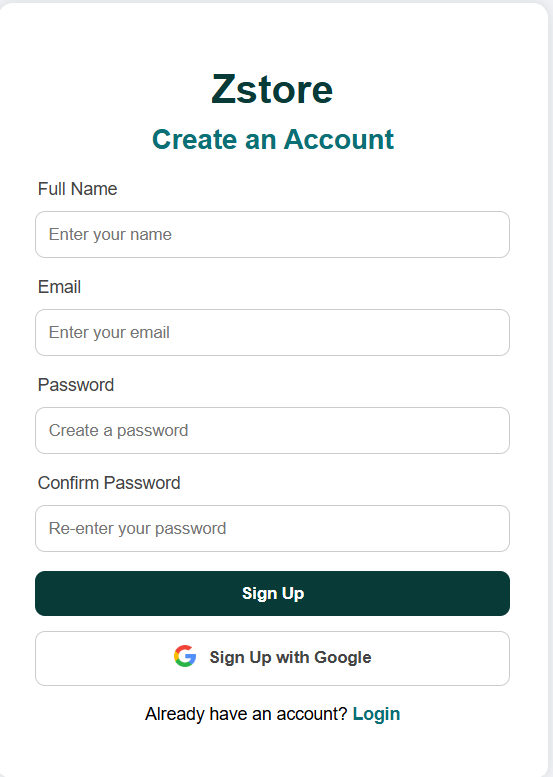 Zstore
Create an Account
Full Name
Enter your name
Email
Enter your email
Password
Create a password
Confirm Password
Re-enter your password
Sign Up
Sign Up with Google
Already have an account? Login